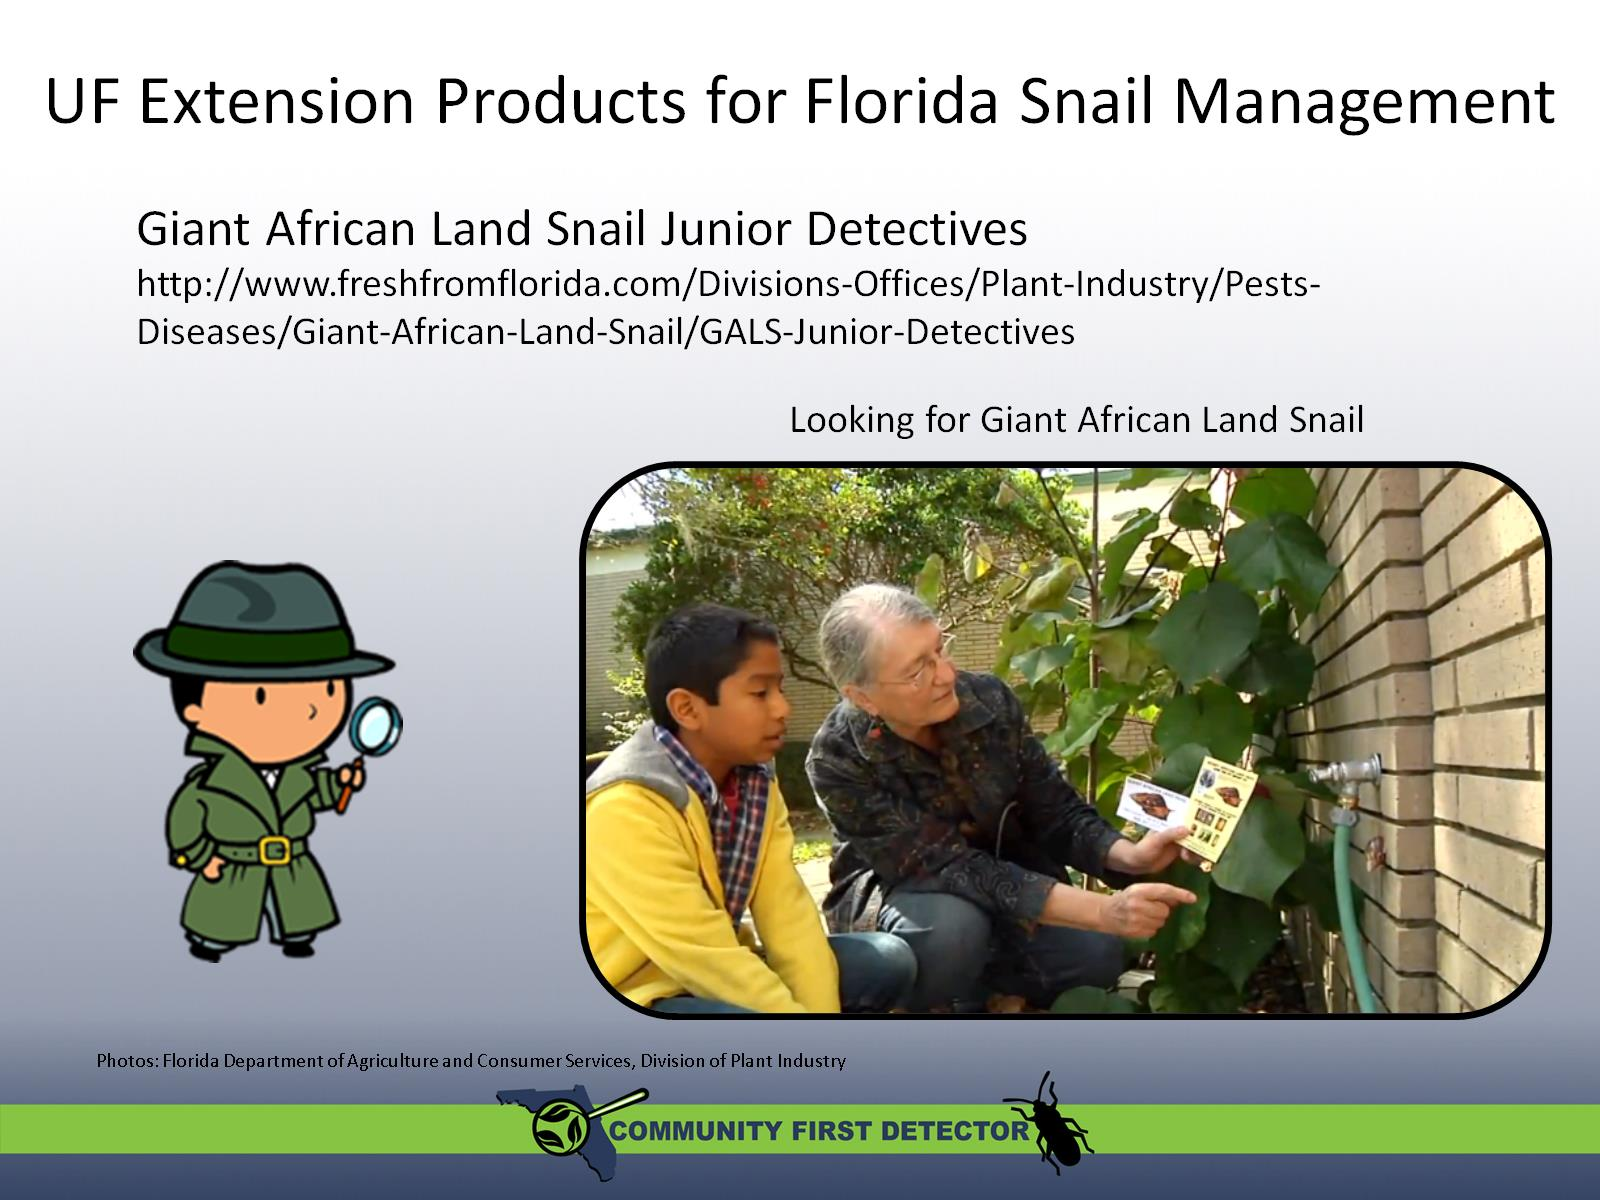 UF Extension Products for Florida Snail Management
Giant African Land Snail Junior Detectives
http://www.freshfromflorida.com/Divisions-Offices/Plant-Industry/Pests-
Diseases/Giant-African-Land-Snail/GALS-Junior-Detectives
Looking for Giant African Land Snail
Photos: Florida Department of Agriculture and Consumer Services, Division of Plant Industry
COMMUNITY FIRST DETECTOR